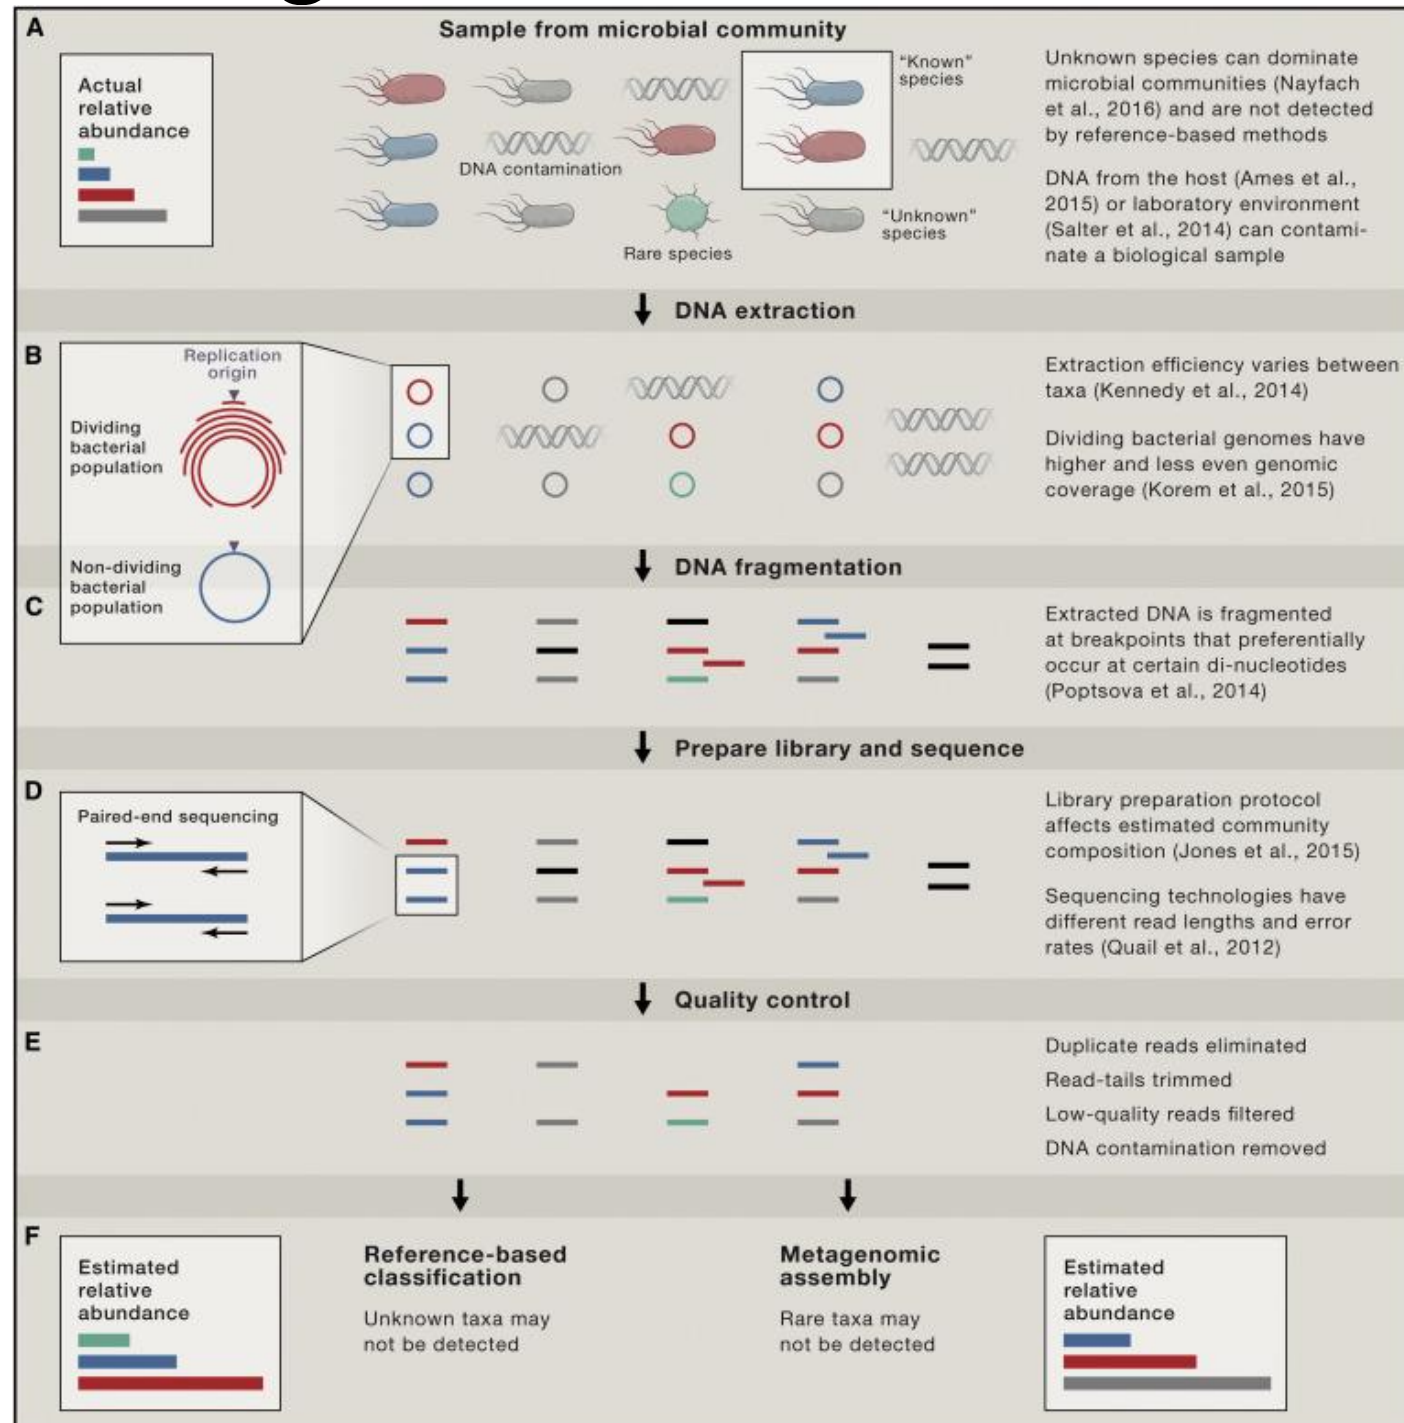 A
Sample from microbial community
Actual
relative
abundance
"Known"
species
DNA contamination
Rare species
"Unknown"
species
Unknown species can dominate
microbial communities (Nayfach
et al., 2016) and are not detected
by reference-based methods
DNA from the host (Ames et al.,
2015) or laboratory environment
(Salter et al., 2014) can contami-
nate a biological sample
DNA extraction
B
Replication
origin
Dividing
bacterial
population
Non-dividing
bacterial
population
Extraction efficiency varies between
taxa (Kennedy et al., 2014)
Dividing bacterial genomes have
higher and less even genomic
coverage (Korem et al., 2015)
DNA fragmentation
C
Extracted DNA is fragmented
at breakpoints that preferentially
occur at certain di-nucleotides
(Poptsova et al., 2014)
Prepare library and sequence
D
Paired-end sequencing
Library preparation protocol
affects estimated community
composition (Jones et al., 2015)
Sequencing technologies have
different read lengths and error
rates (Quail et al., 2012)
Quality control
E
Duplicate reads eliminated
Read-tails trimmed
Low-quality reads filtered
DNA contamination removed
F
Estimated
relative
abundance
Reference-based
classification
Unknown taxa may
not be detected
Metagenomic
assembly
Rare taxa may
not be detected
Estimated
relative
abundance